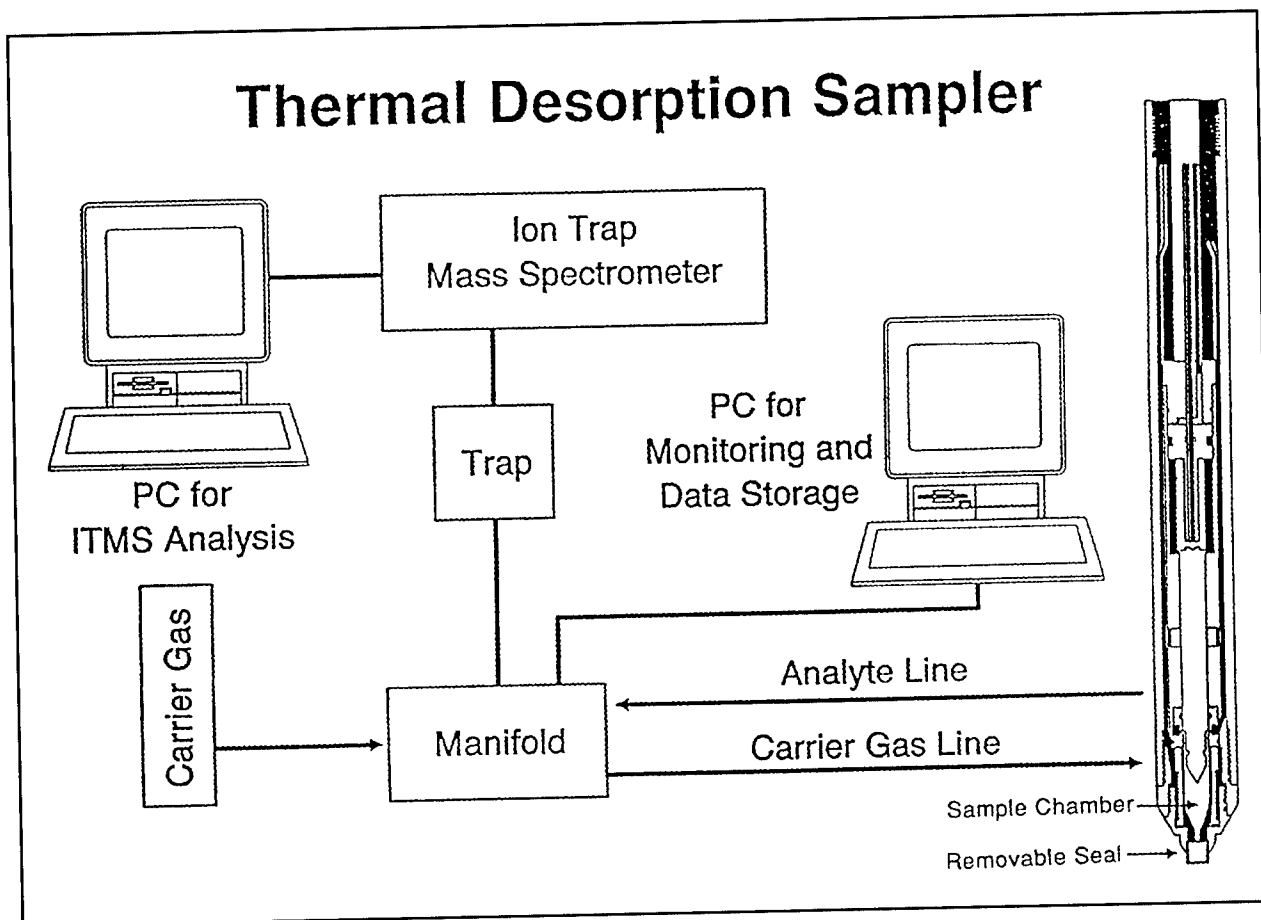 Thermal Desorption Sampler
Ion Trap
Mass Spectrometer
PC for
Monitoring and
Data Storage
Trap
PC for
ITMS Analysis
Carrier Gas
Manifold
Analyte Line
Carrier Gas Line
Sample Chamber
Removable Seal